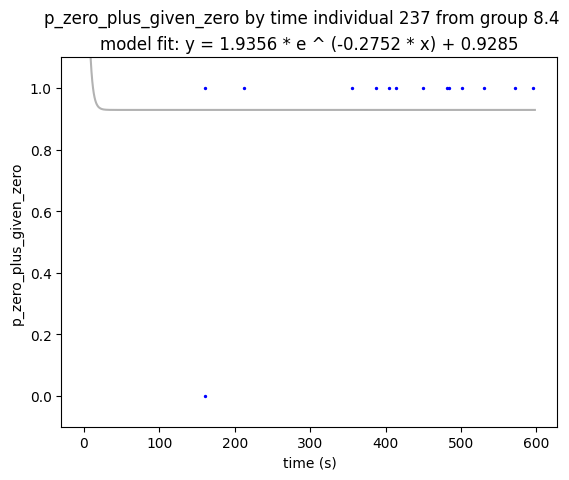 p_zero_plus_given_zero by time individual 237 from group 8.4
model fit: y = 1.9356 * e ^ (-0.2752 * x) + 0.9285
1.0
0.8
0.6
0.4
0.2
0.0
p_zero_plus_given_zero
0 100 200 300 400 500 600
time (s)